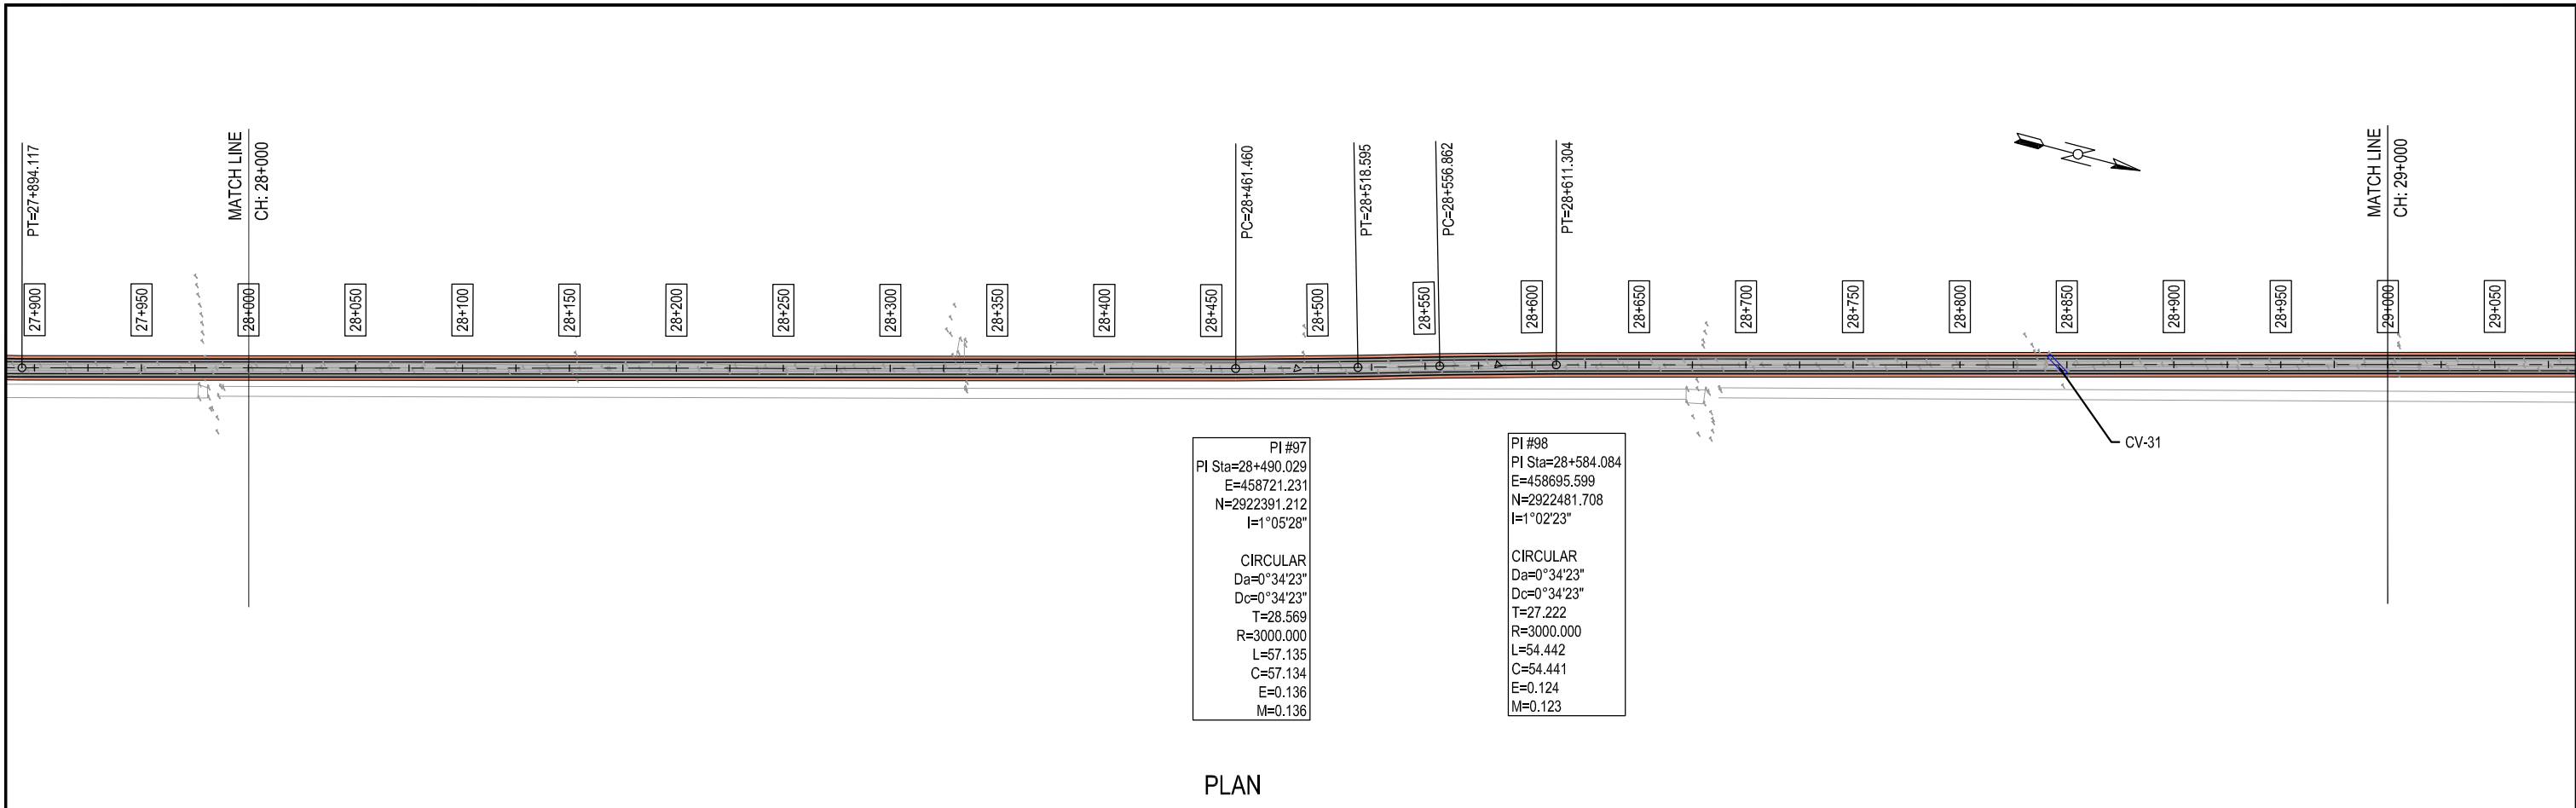 PT=27+894.117
MATCH LINE
CH: 28+000
PC=28+461.460
PT=28+518.595
PC=28+556.862
PT=28+611.304
MATCH LINE
CH: 29+000
27+900
27+950
28+000
28+050
28+100
28+150
28+200
28+250
28+300
28+350
28+400
28+450
28+500
28+550
28+600
28+650
28+700
28+750
28+800
28+850
28+900
28+950
29+000
29+050
CV-31
PI #97
PI Sta=28+490.029
E=458721.231
N=2922391.212
I=1°05'28"
CIRCULAR
Da=0°34'23"
Dc=0°34'23"
T=28.569
R=3000.000
L=57.135
C=57.134
E=0.136
M=0.136
PI #98
PI Sta=28+584.084
E=458695.599
N=2922481.708
I=1°02'23"
CIRCULAR
Da=0°34'23"
Dc=0°34'23"
T=27.222
R=3000.000
L=54.442
C=54.441
E=0.124
M=0.123
PLAN